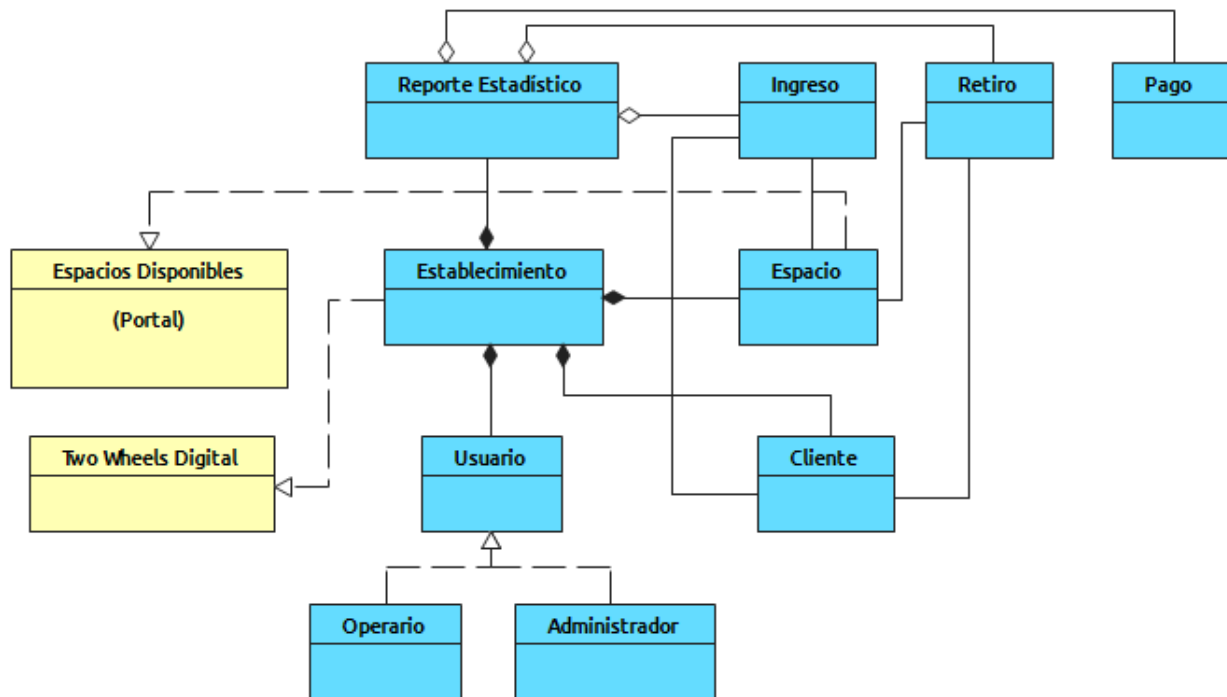 Reporte Estadístico
Ingreso
Retiro
Pago
Espacios Disponibles
(Portal)
Establecimiento
Espacio
Two Wheels Digital
Usuario
Cliente
Operario
Administrador